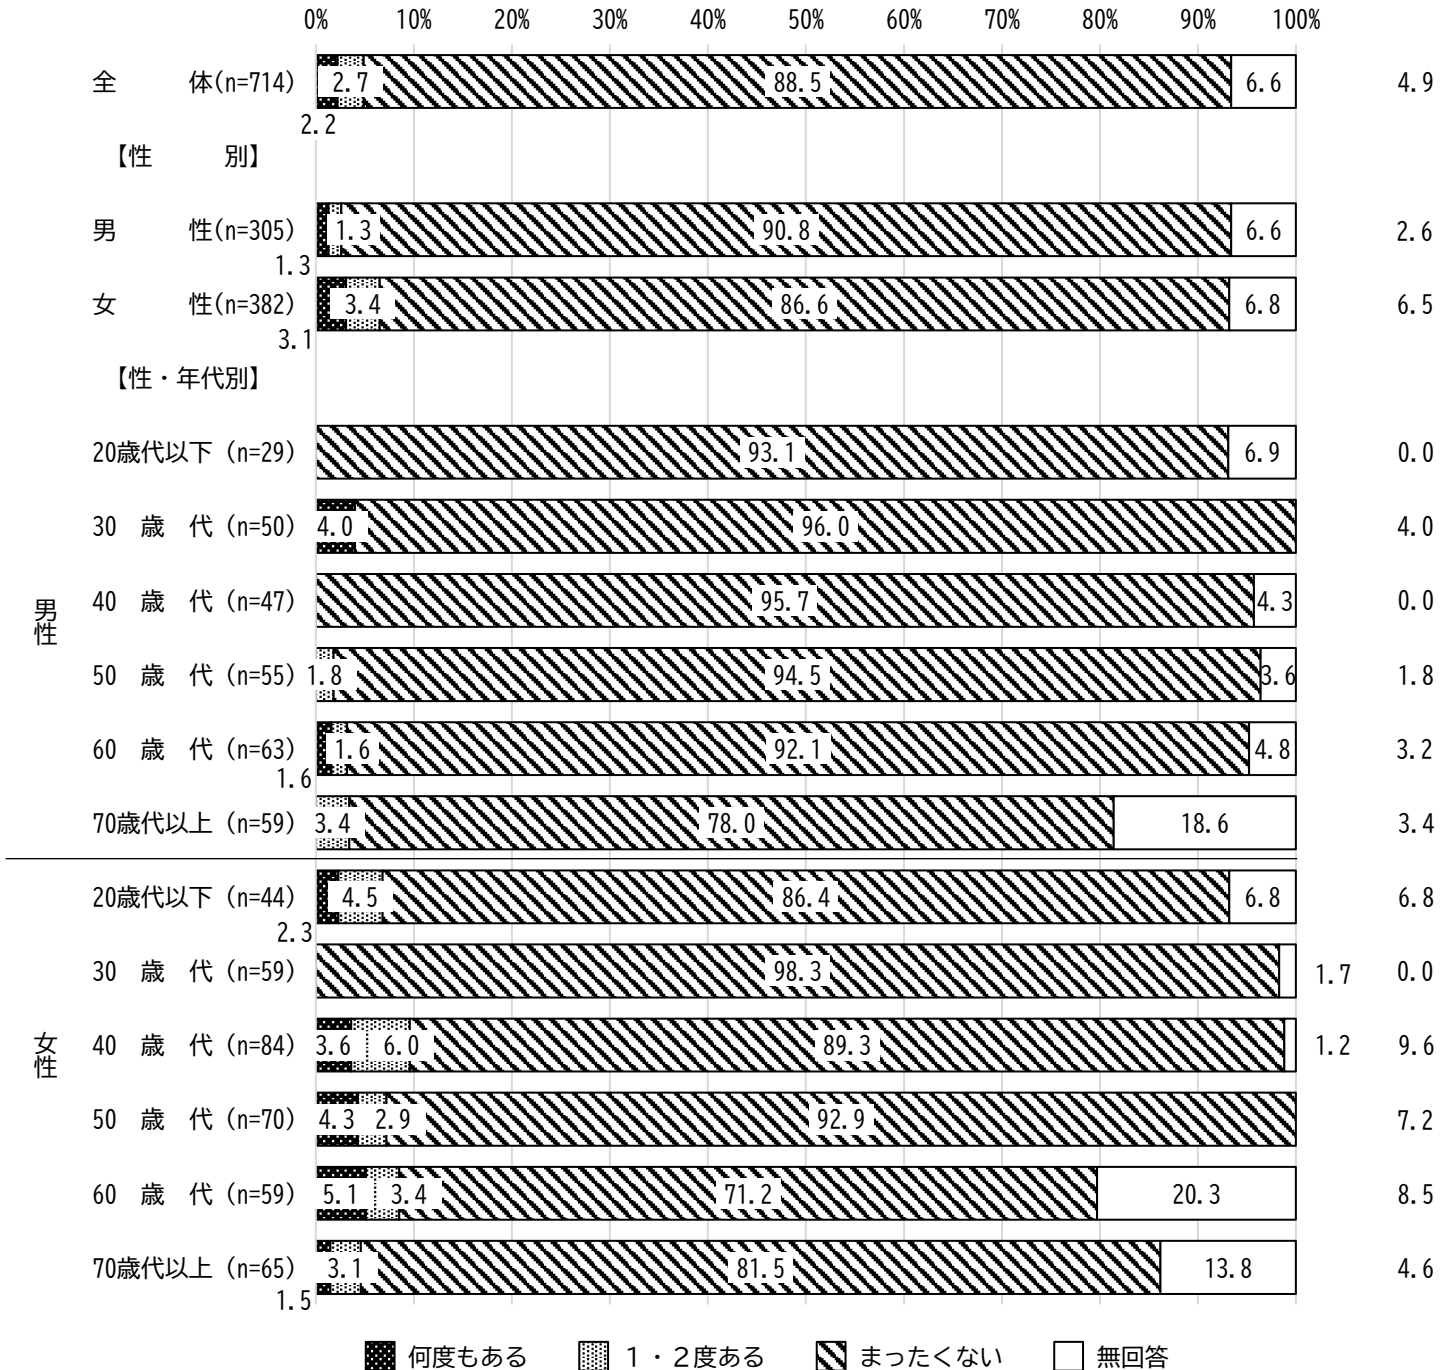 0% 10% 20% 30% 40% 50% 60% 70% 80% 90% 100%
全　　　体(n=714) 2.7 88.5 6.6 4.9
2.2
【性　　　別】
男　　　性(n=305) 1.3 90.8 6.6 2.6
1.3
女　　　性(n=382) 3.4 86.6 6.8 6.5
3.1
【性・年代別】
20歳代以下 (n=29) 93.1 6.9 0.0
30　歳　代 (n=50) 4.0 96.0 4.0
男性
40　歳　代 (n=47) 95.7 4.3 0.0
50　歳　代 (n=55) 1.8 94.5 3.6 1.8
60　歳　代 (n=63) 1.6 92.1 4.8 3.2
1.6
70歳代以上 (n=59) 3.4 78.0 18.6 3.4
20歳代以下 (n=44) 4.5 86.4 6.8 6.8
2.3
30　歳　代 (n=59) 98.3 1.7 0.0
女性
40　歳　代 (n=84) 3.6 6.0 89.3 1.2 9.6
50　歳　代 (n=70) 4.3 2.9 92.9 7.2
60　歳　代 (n=59) 5.1 3.4 71.2 20.3 8.5
70歳代以上 (n=65) 3.1 81.5 13.8 4.6
1.5
何度もある １・２度ある まったくない 無回答